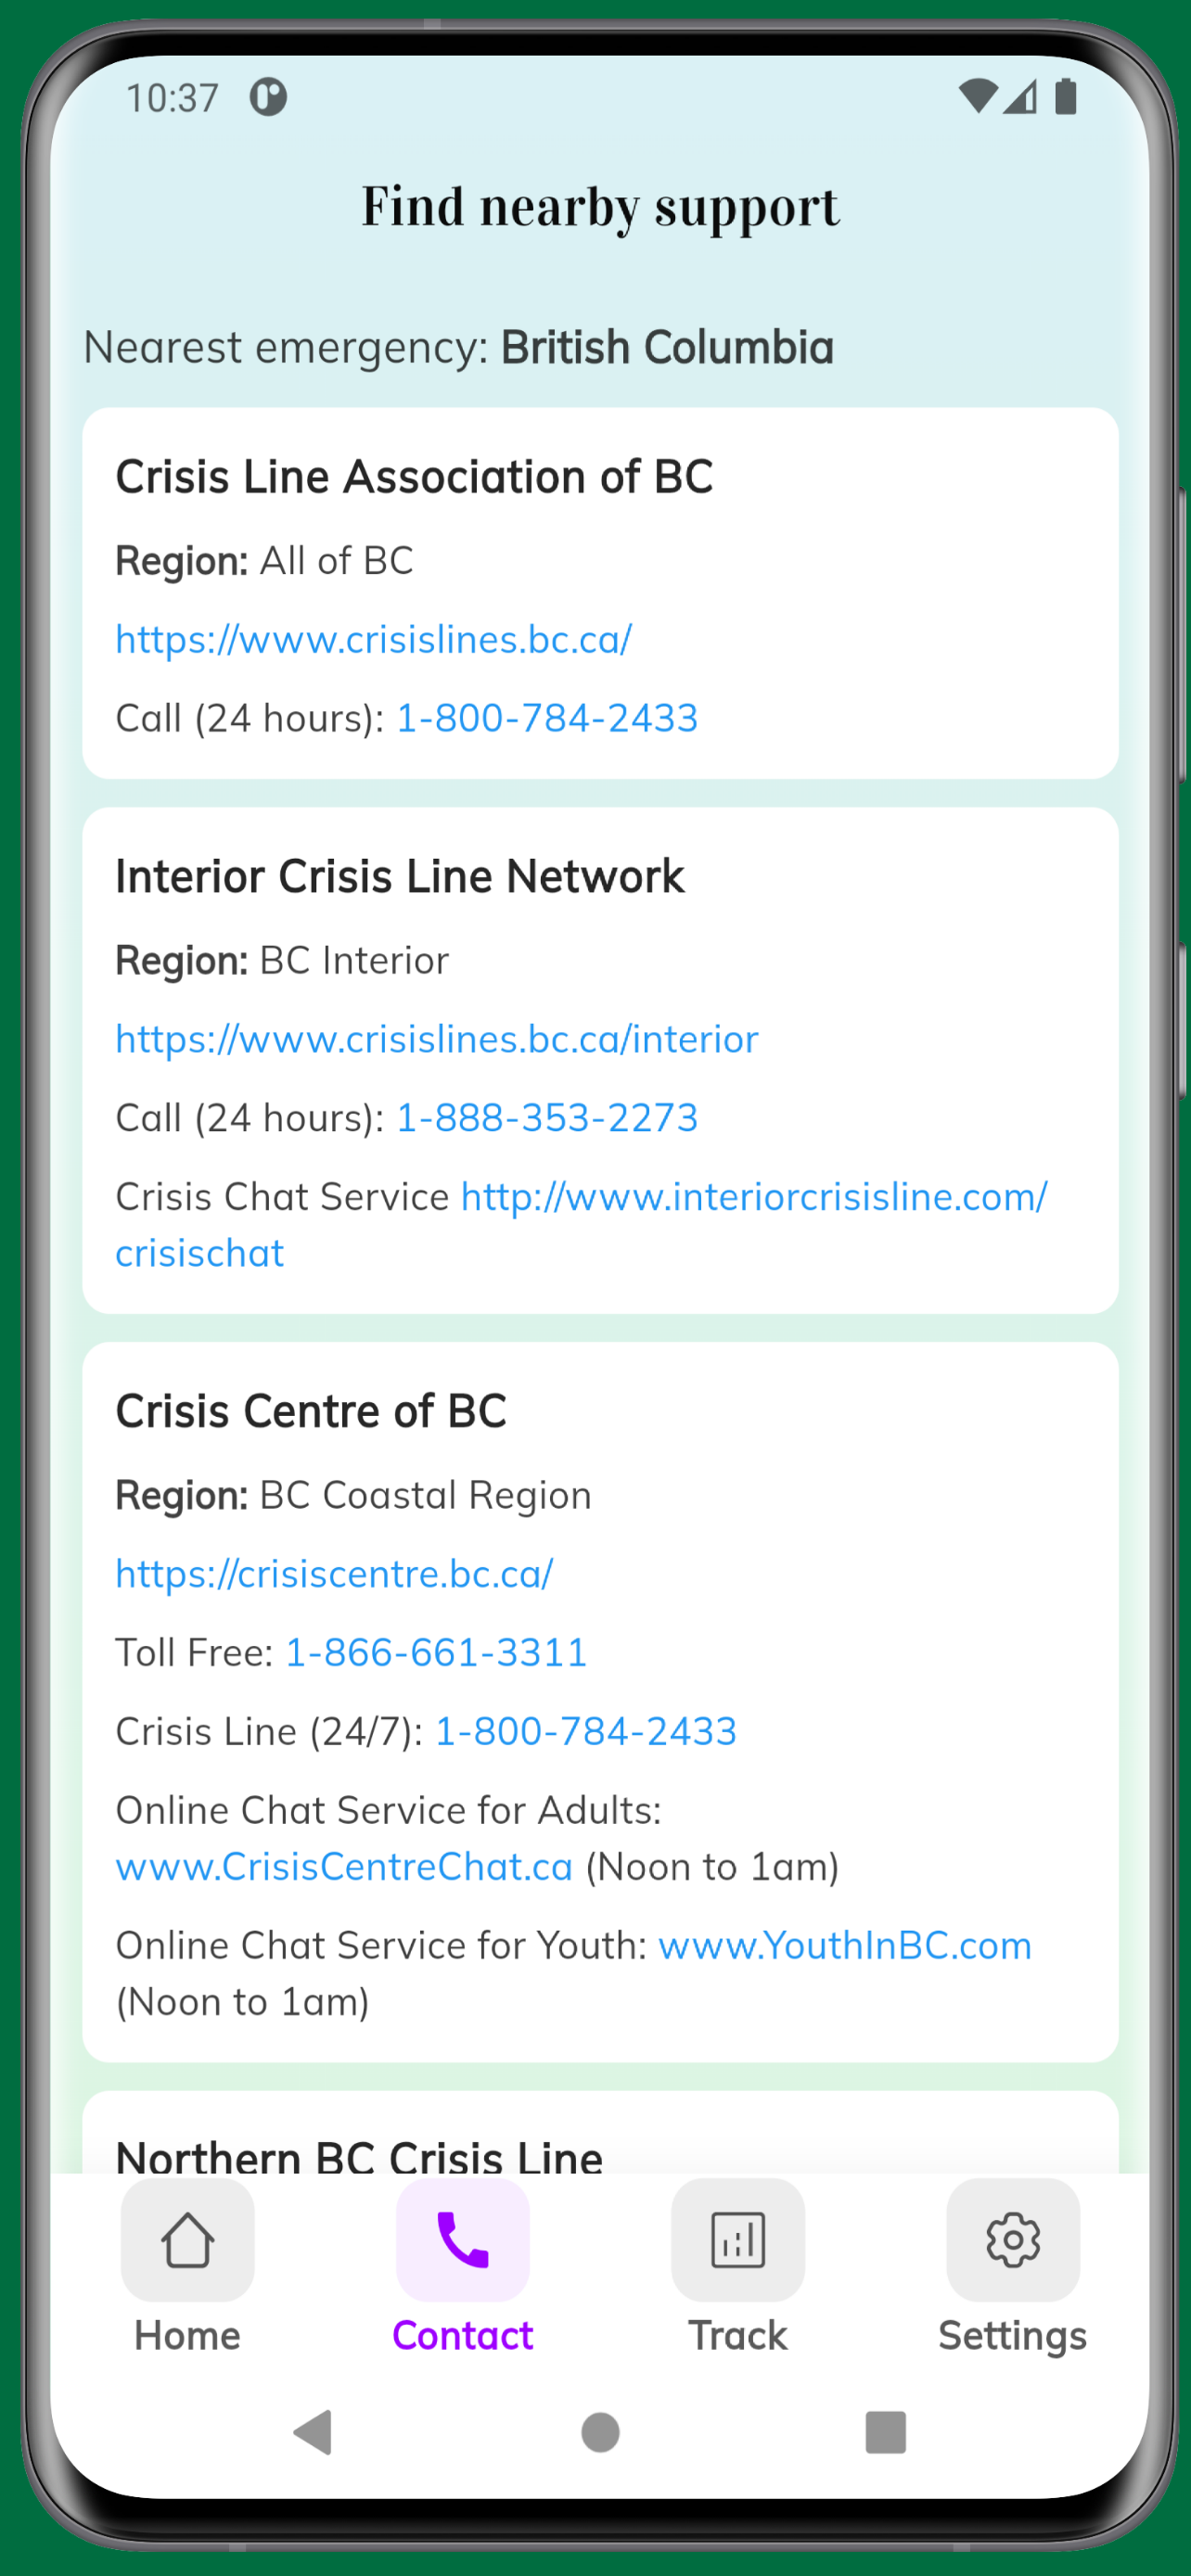 10:37
Find nearby support
Nearest emergency: British Columbia
Crisis Line Association of BC
Region: All of BC
https://www.crisislines.bc.ca/
Call (24 hours): 1-800-784-2433
Interior Crisis Line Network
Region: BC Interior
https://www.crisislines.bc.ca/interior
Call (24 hours): 1-888-353-2273
Crisis Chat Service http://www.interiorcrisisline.com/
crisischat
Crisis Centre of BC
Region: BC Coastal Region
https://crisiscentre.bc.ca/
Toll Free: 1-866-661-3311
Crisis Line (24/7): 1-800-784-2433
Online Chat Service for Adults:
www.CrisisCentreChat.ca (Noon to 1am)
Online Chat Service for Youth: www.YouthInBC.com
(Noon to 1am)
Northern BC Crisis Line
Home Contact Track Settings